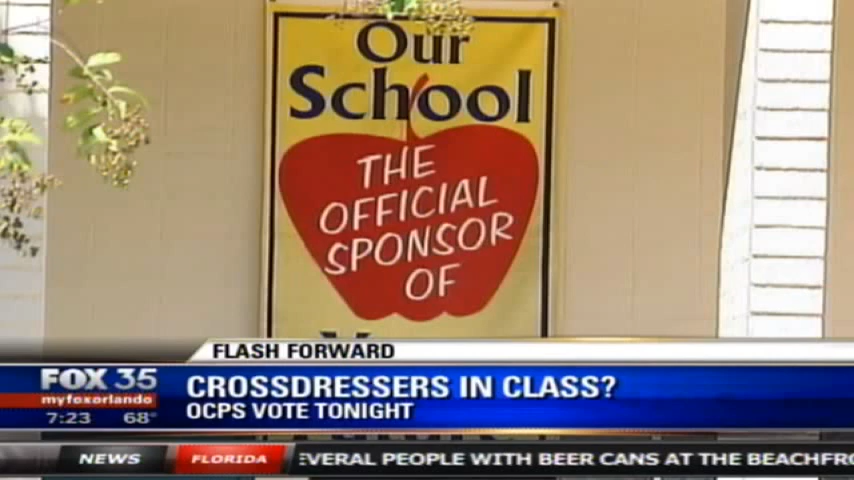 Our
School
THE
OFFICIAL
SPONSOR
OF
FLASH FORWARD
FOX 35
myfoxorlando
7:23 68°
CROSSDRESSERS IN CLASS?
OCPS VOTE TONIGHT
NEWS FLORIDA EVERAL PEOPLE WITH BEER CANS AT THE BEACHFRO